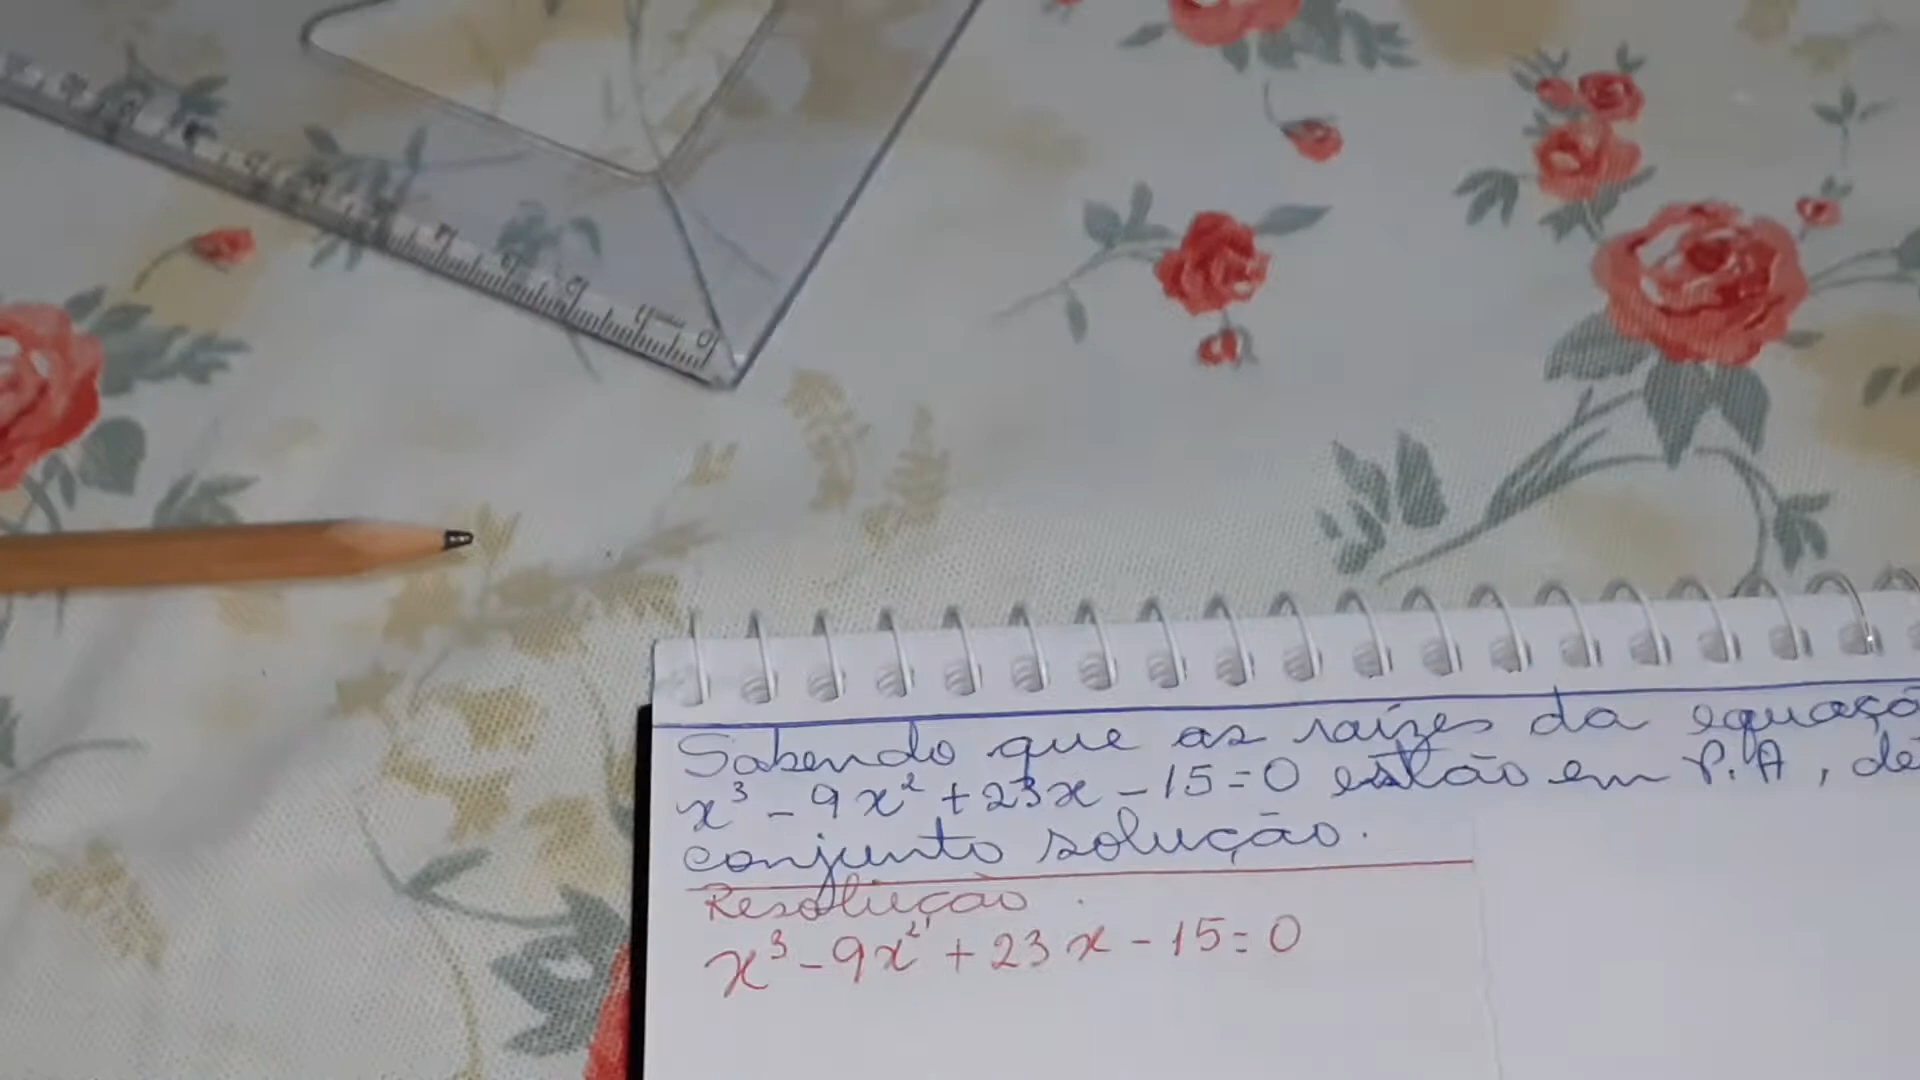 Sabendo que as raízes da equaçã
x³ - 9x² + 23x - 15 = 0 estão em P.A, de
conjunto solução.
Resolução
x³ - 9x² + 23x - 15 = 0